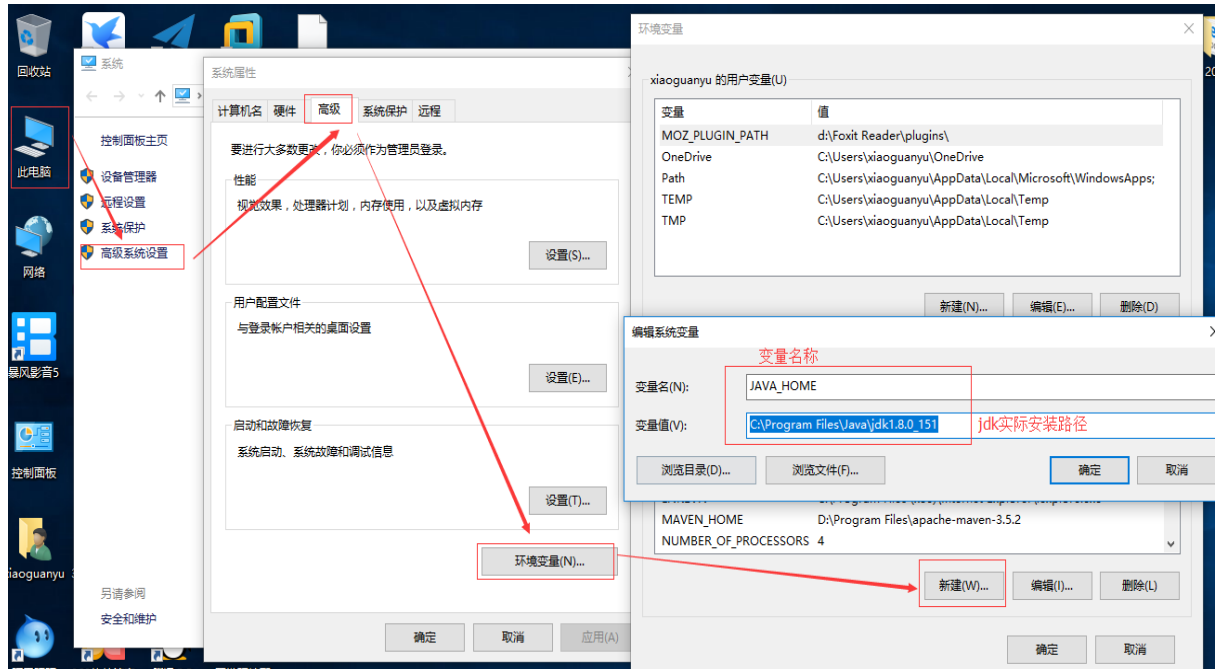 回收站
此电脑
网络
暴风影音5
控制面板
iaoguanyu
系统
控制面板主页
设备管理器
远程设置
系统保护
高级系统设置
另请参阅
安全和维护
系统属性
计算机名 硬件 高级 系统保护 远程
要进行大多数更改，你必须作为管理员登录。
性能
视觉效果，处理器计划，内存使用，以及虚拟内存
设置(S)...
用户配置文件
与登录帐户相关的桌面设置
设置(E)...
启动和故障恢复
系统启动、系统故障和调试信息
设置(T)...
环境变量(N)...
确定 取消 应用(A)
环境变量
xiaoguanyu 的用户变量(U)
变量 值
MOZ_PLUGIN_PATH d:\Foxit Reader\plugins\
OneDrive C:\Users\xiaoguanyu\OneDrive
Path C:\Users\xiaoguanyu\AppData\Local\Microsoft\WindowsApps;
TEMP C:\Users\xiaoguanyu\AppData\Local\Temp
TMP C:\Users\xiaoguanyu\AppData\Local\Temp
新建(N)... 编辑(E)... 删除(D)
编辑系统变量
变量名称
变量名(N): JAVA_HOME
变量值(V): C:\Program Files\Java\jdk1.8.0_151 jdk实际安装路径
浏览目录(D)... 浏览文件(F)... 确定 取消
MAVEN_HOME D:\Program Files\apache-maven-3.5.2
NUMBER_OF_PROCESSORS 4
新建(W)... 编辑(I)... 删除(L)
确定 取消
20